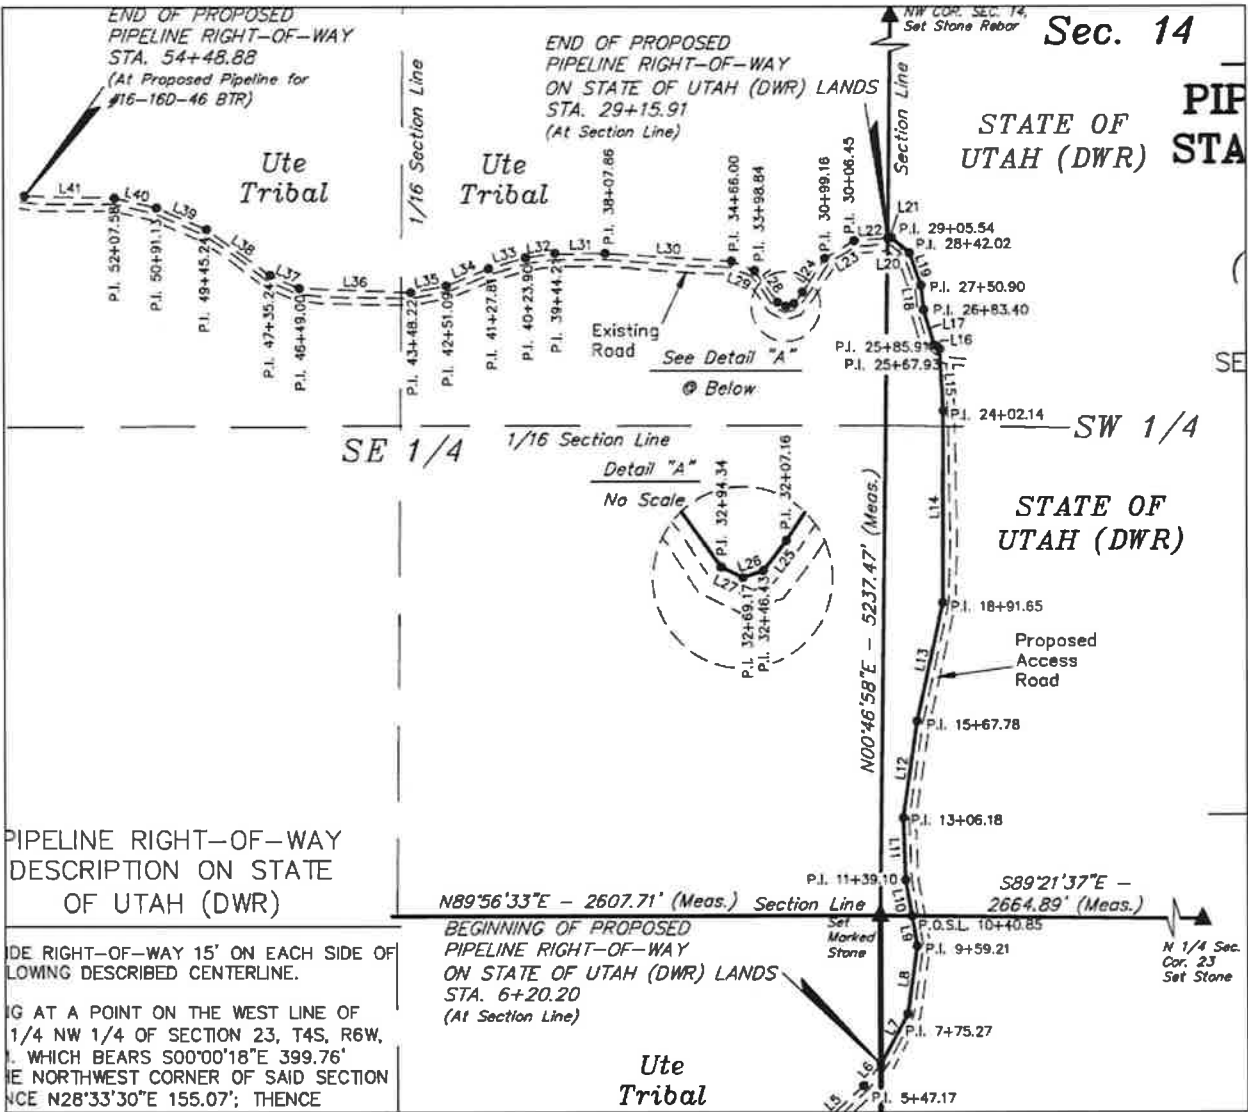 END OF PROPOSED
PIPELINE RIGHT-OF-WAY
STA. 54+48.88
(At Proposed Pipeline for
#16-16D-46 BTR)
1/16 Section Line
END OF PROPOSED
PIPELINE RIGHT-OF-WAY
ON STATE OF UTAH (DWR) LANDS
STA. 29+15.91
(At Section Line)
NW COR. SEC. 14,
Set Stone Rebar
Sec. 14
Section Line
PIP
STA
STATE OF
UTAH (DWR)
Ute
Tribal
Ute
Tribal
L41
L40
L39
L38
L37
L36
L35
L34
L33
L32
L31
L30
L29
L28
L24
L23
L22
L21
L20
L19
L18
L17
L16
L15
P.I. 52+07.58
P.I. 50+91.13
P.I. 49+45.24
P.I. 47+35.24
P.I. 46+49.00
P.I. 43+48.22
P.I. 42+51.09
P.I. 41+27.81
P.I. 40+23.90
P.I. 39+44.21
P.I. 38+07.86
P.I. 34+66.00
P.I. 33+98.84
P.I. 30+99.16
P.I. 30+06.45
P.I. 29+05.54
P.I. 28+42.02
P.I. 27+50.90
P.I. 26+83.40
P.I. 25+85.91
P.I. 25+67.93
P.I. 24+02.14
Existing
Road
See Detail "A"
@ Below
SE
SE 1/4
1/16 Section Line
SW 1/4
Detail "A"
No Scale
P.I. 32+94.34
P.I. 32+07.16
L27
L26
L25
P.I. 32+69.17
P.I. 32+46.43
N00°46'58"E - 5237.47' (Meas.)
L14
STATE OF
UTAH (DWR)
P.I. 18+91.65
L13
Proposed
Access
Road
P.I. 15+67.78
L12
P.I. 13+06.18
L11
P.I. 11+39.10
L10
PIPELINE RIGHT-OF-WAY
DESCRIPTION ON STATE
OF UTAH (DWR)
N89°56'33"E - 2607.71' (Meas.)
Section Line
S89°21'37"E -
2664.89' (Meas.)
Set
Marked
Stone
P.O.S.L. 10+40.85
L9
P.I. 9+59.21
N 1/4 Sec.
Cor. 23
Set Stone
BEGINNING OF PROPOSED
PIPELINE RIGHT-OF-WAY
ON STATE OF UTAH (DWR) LANDS
STA. 6+20.20
(At Section Line)
L8
P.I. 7+75.27
L7
L6
L5
P.I. 5+47.17
Ute
Tribal
IDE RIGHT-OF-WAY 15' ON EACH SIDE OF
LOWING DESCRIBED CENTERLINE.
G AT A POINT ON THE WEST LINE OF
1/4 NW 1/4 OF SECTION 23, T4S, R6W,
WHICH BEARS S00°00'18"E 399.76'
E NORTHWEST CORNER OF SAID SECTION
NCE N28°33'30"E 155.07'; THENCE